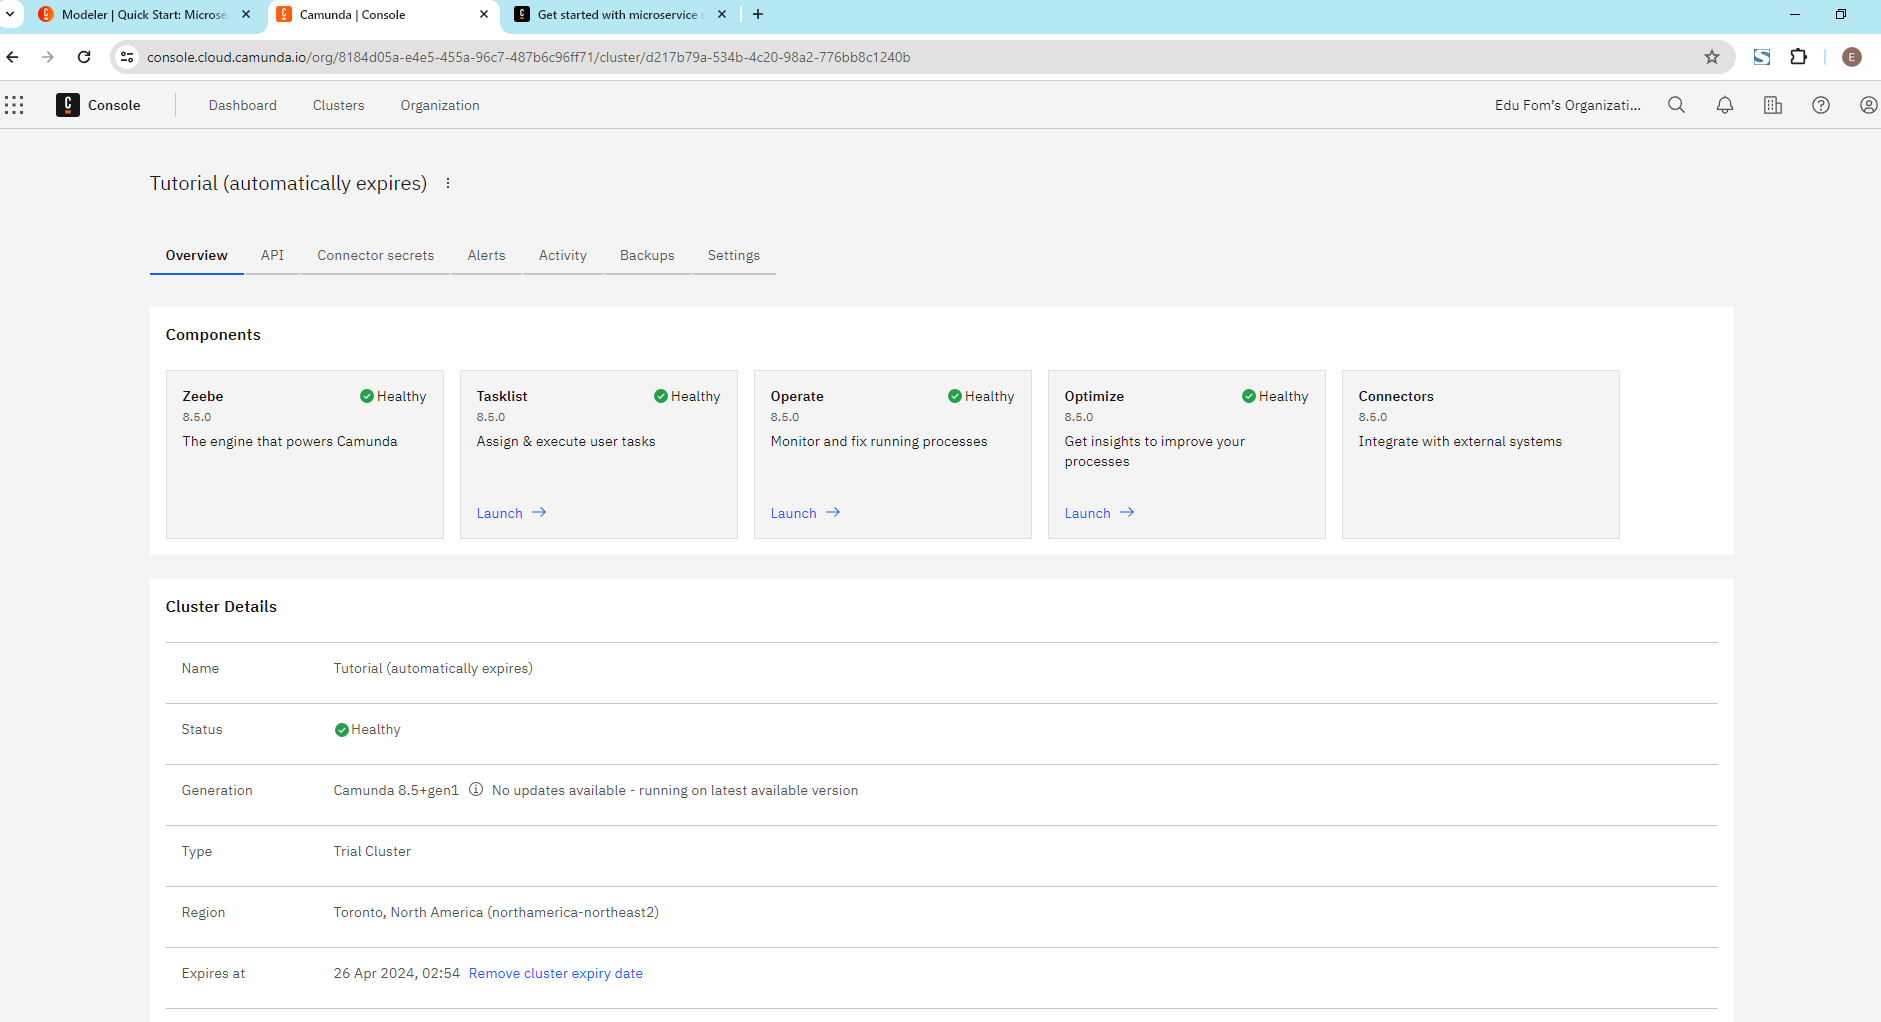 Modeler | Quick Start: Microse
Camunda | Console
Get started with microservice
console.cloud.camunda.io/org/8184d05a-e4e5-455a-96c7-487b6c96ff71/cluster/d217b79a-534b-4c20-98a2-776bb8c1240b
E
Console
Dashboard
Clusters
Organization
Edu Fom's Organizati...
Tutorial (automatically expires)
Overview
API
Connector secrets
Alerts
Activity
Backups
Settings
Components
Zeebe
Healthy
8.5.0
The engine that powers Camunda
Tasklist
Healthy
8.5.0
Assign & execute user tasks
Launch
Operate
Healthy
8.5.0
Monitor and fix running processes
Launch
Optimize
Healthy
8.5.0
Get insights to improve your
processes
Launch
Connectors
8.5.0
Integrate with external systems
Cluster Details
Name
Tutorial (automatically expires)
Status
Healthy
Generation
Camunda 8.5+gen1
No updates available - running on latest available version
Type
Trial Cluster
Region
Toronto, North America (northamerica-northeast2)
Expires at
26 Apr 2024, 02:54
Remove cluster expiry date